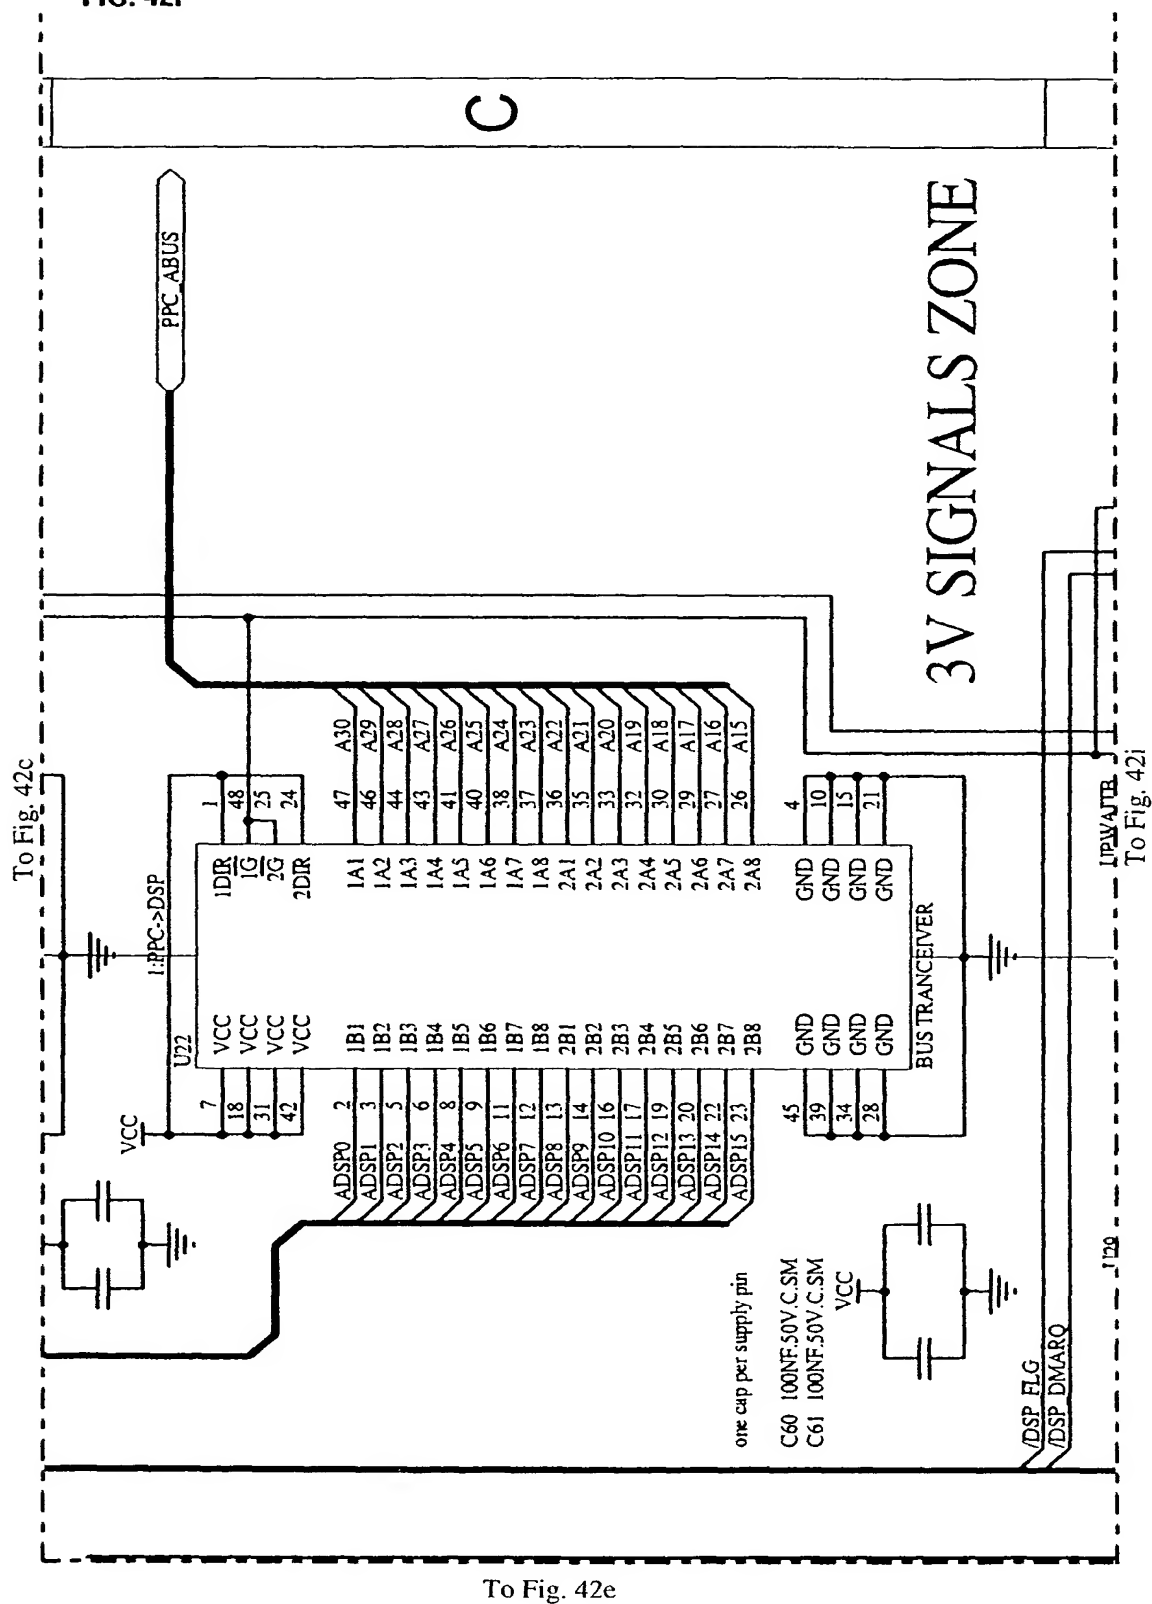 To Fig. 42c
C
PPC_ABUS
3V SIGNALS ZONE
1:PPC->DSP
VCC
U22
7 VCC 1DIR 1
18 VCC 1G 48
31 VCC 2G 25
42 VCC 2DIR 24
ADSP0 2 1B1 1A1 47 A30
ADSP1 3 1B2 1A2 46 A29
ADSP2 5 1B3 1A3 44 A28
ADSP3 6 1B4 1A4 43 A27
ADSP4 8 1B5 1A5 41 A26
ADSP5 9 1B6 1A6 40 A25
ADSP6 11 1B7 1A7 38 A24
ADSP7 12 1B8 1A8 37 A23
ADSP8 13 2B1 2A1 36 A22
ADSP9 14 2B2 2A2 35 A21
ADSP10 16 2B3 2A3 33 A20
ADSP11 17 2B4 2A4 32 A19
ADSP12 19 2B5 2A5 30 A18
ADSP13 20 2B6 2A6 29 A17
ADSP14 22 2B7 2A7 27 A16
ADSP15 23 2B8 2A8 26 A15
45 GND GND 4
39 GND GND 10
34 GND GND 15
28 GND GND 21
BUS TRANCEIVER
one cap per supply pin
C60 100NF.50V.C.SM
C61 100NF.50V.C.SM
VCC
/DSP_FLG
/DSP_DMARQ
To Fig. 42i
To Fig. 42e